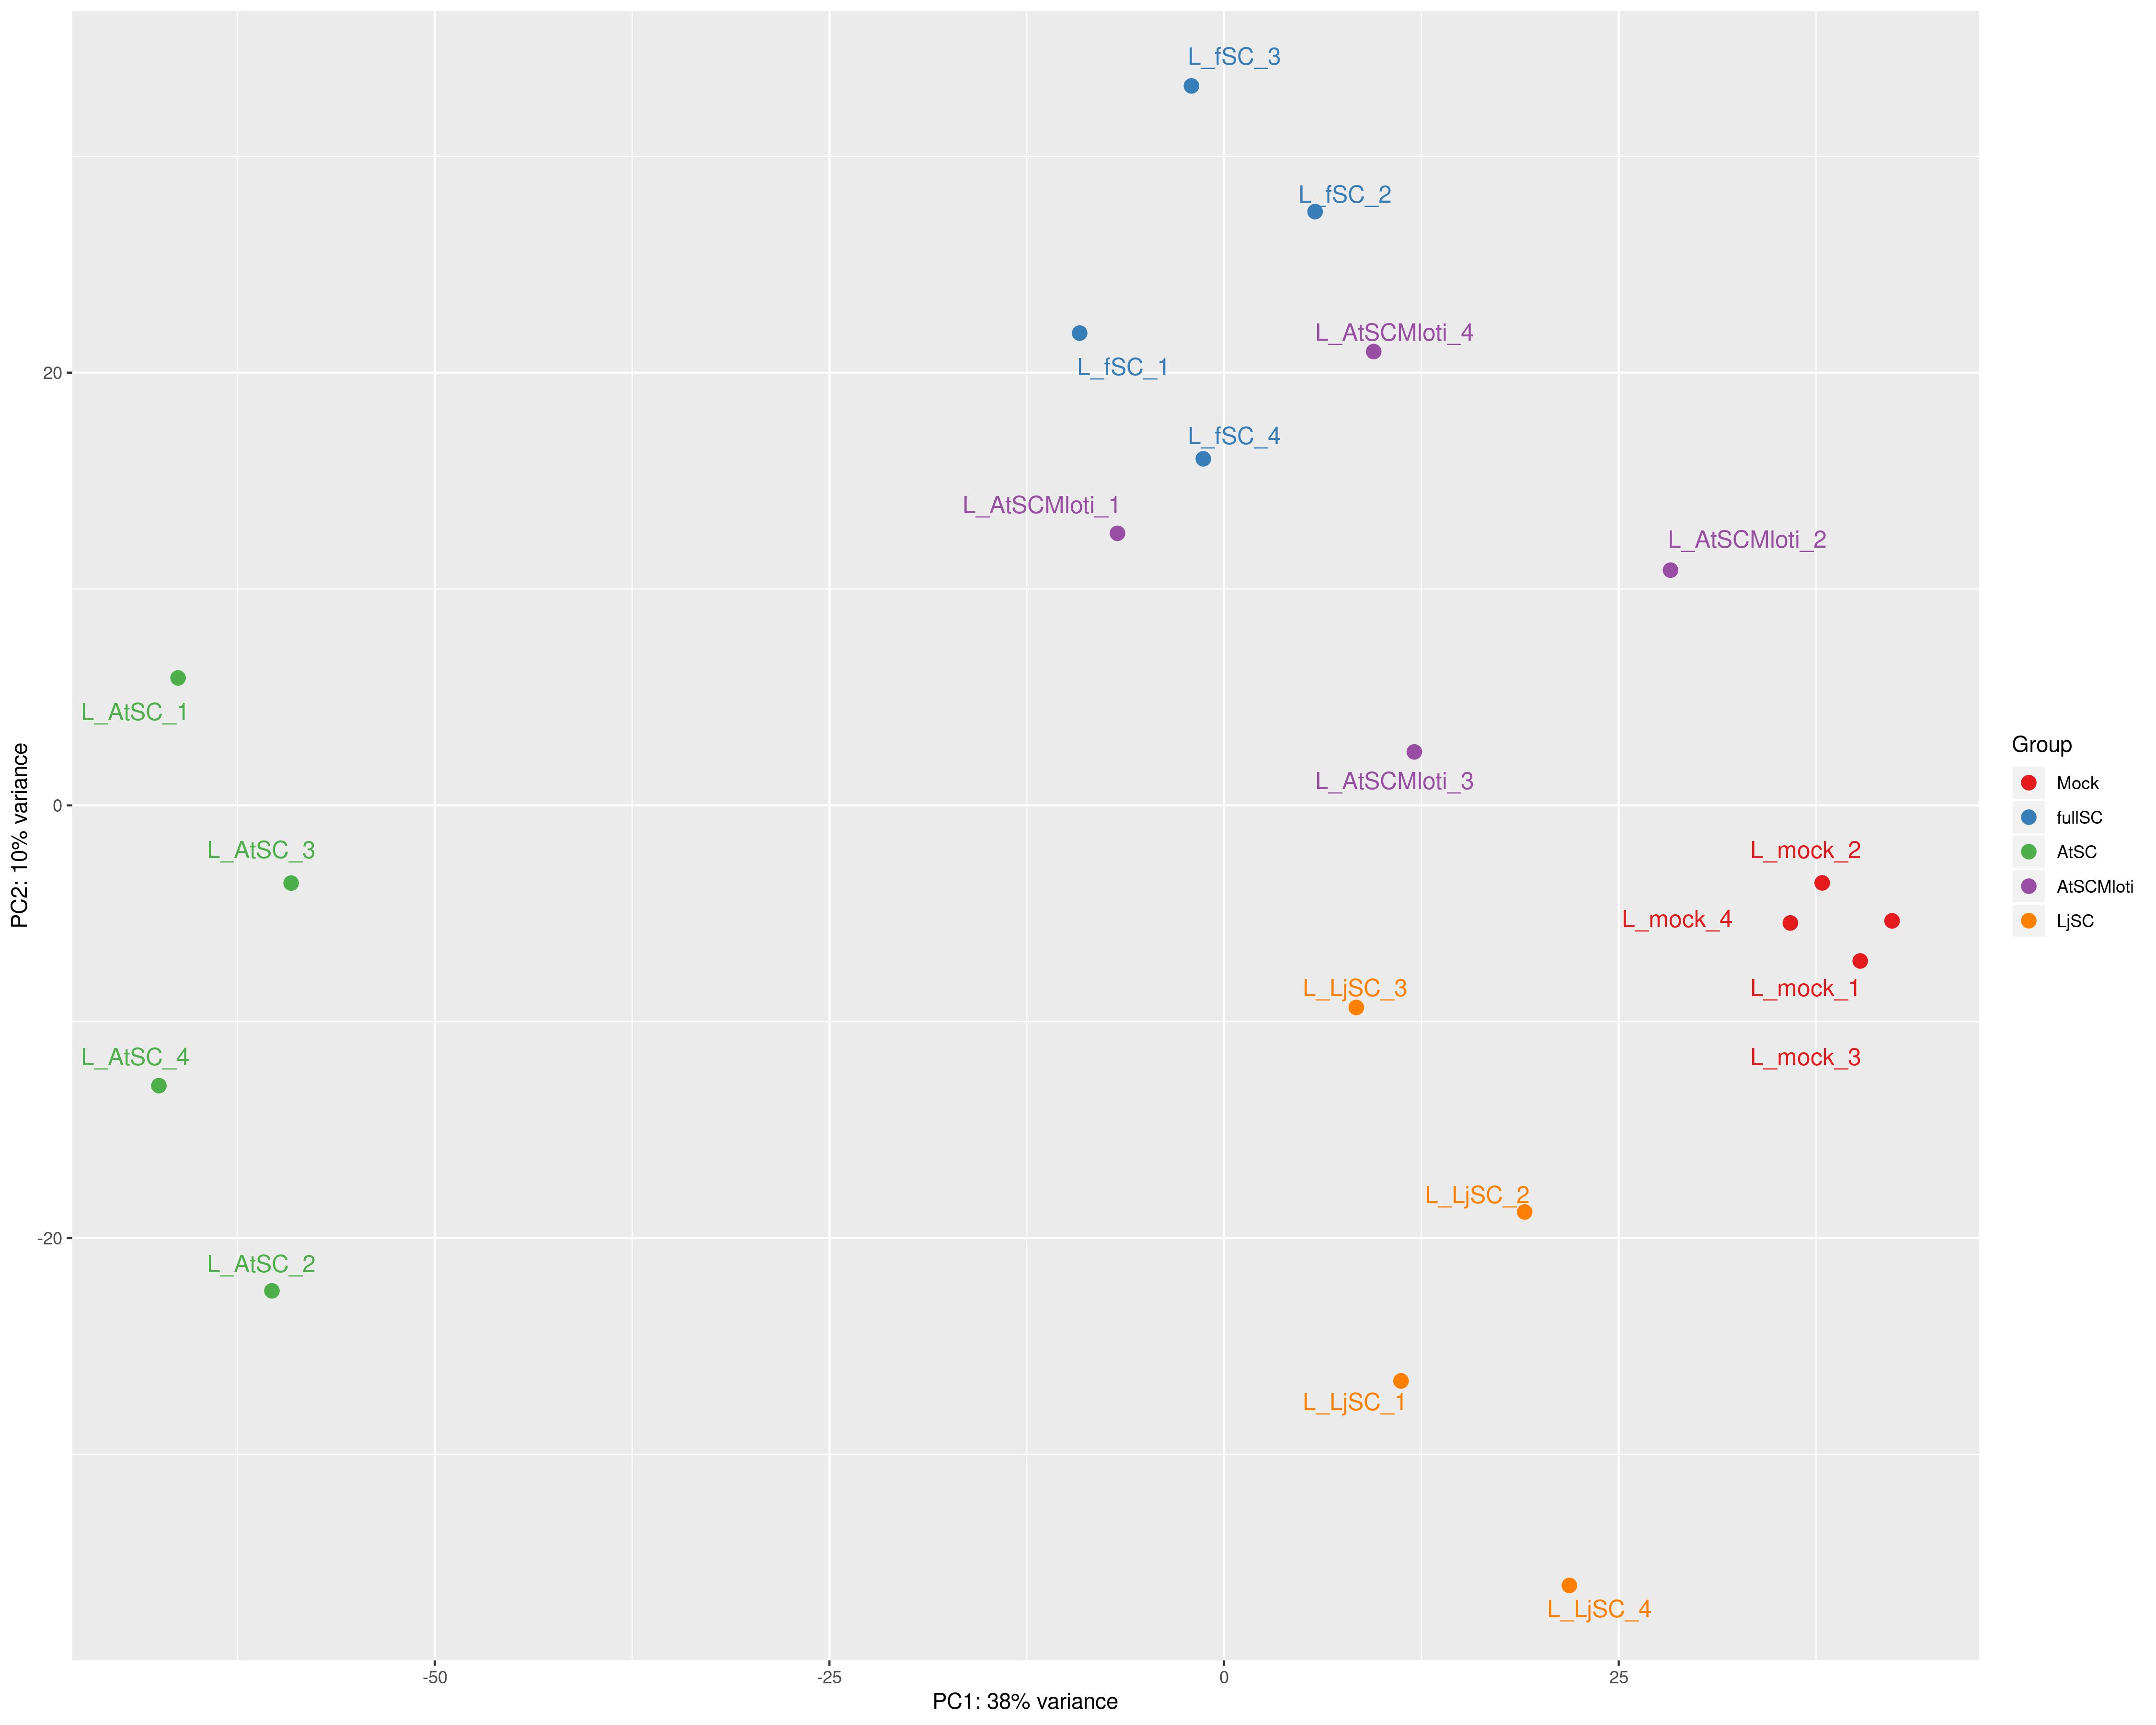 L_fSC_3
L_fSC_2
L_AtSCMloti_4
L_fSC_1
L_fSC_4
L_AtSCMloti_1
L_AtSCMloti_2
L_AtSC_1
L_AtSCMloti_3
L_AtSC_3
L_mock_2
L_mock_4
L_LjSC_3
L_mock_1
L_AtSC_4
L_mock_3
L_LjSC_2
L_AtSC_2
L_LjSC_1
L_LjSC_4
20
0
-20
PC2: 10% variance
-50
-25
0
25
PC1: 38% variance
Group
Mock
fullSC
AtSC
AtSCMloti
LjSC